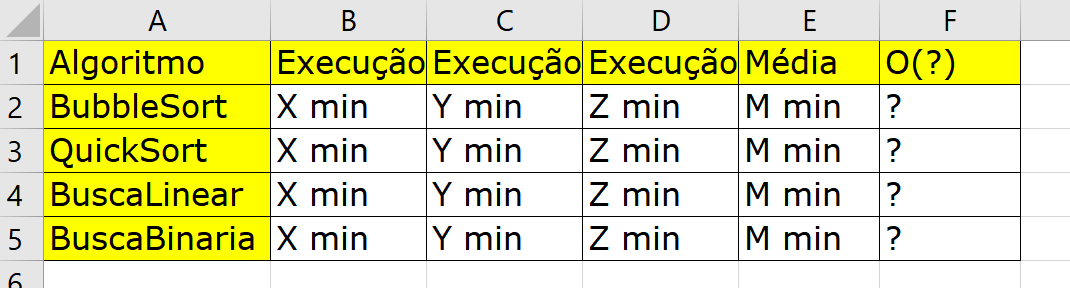 A B C D E F
1 Algoritmo Execução Execução Execução Média O(?)
2 BubbleSort X min Y min Z min M min ?
3 QuickSort X min Y min Z min M min ?
4 BuscaLinear X min Y min Z min M min ?
5 BuscaBinaria X min Y min Z min M min ?
6